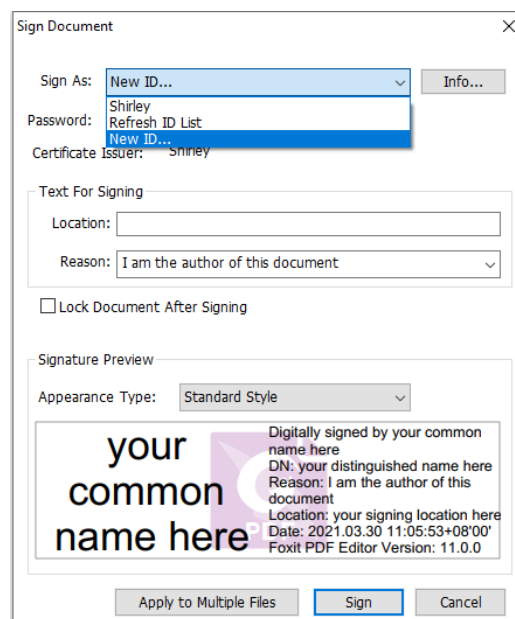 Sign Document
Sign As: New ID... Info...
Shirley
Password: Refresh ID List
New ID...
Certificate Issuer: Shirley
Text For Signing
Location:
Reason: I am the author of this document
Lock Document After Signing
Signature Preview
Appearance Type: Standard Style
your
common
name here
PDF
Digitally signed by your common
name here
DN: your distinguished name here
Reason: I am the author of this
document
Location: your signing location here
Date: 2021.03.30 11:05:53+08'00'
Foxit PDF Editor Version: 11.0.0
Apply to Multiple Files Sign Cancel